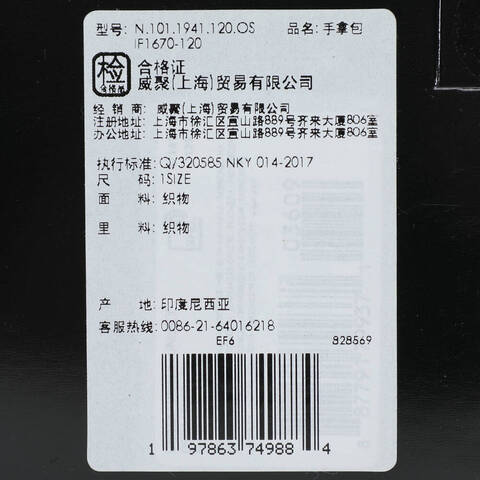 型号: N.101.1941.120.OS 品名: 手拿包
IF1670-120
检 合格证
合格品 威聚(上海)贸易有限公司
经 销 商: 威聚(上海)贸易有限公司
注册地址: 上海市徐汇区宜山路889号齐来大厦806室
办公地址: 上海市徐汇区宜山路889号齐来大厦806室
执行标准: Q/320585 NKY 014-2017
尺 码: 1SIZE
面 料: 织物
里 料: 织物
产 地: 印度尼西亚
客服热线: 0086-21-64016218
EF6 828569
1 97863 74988 4